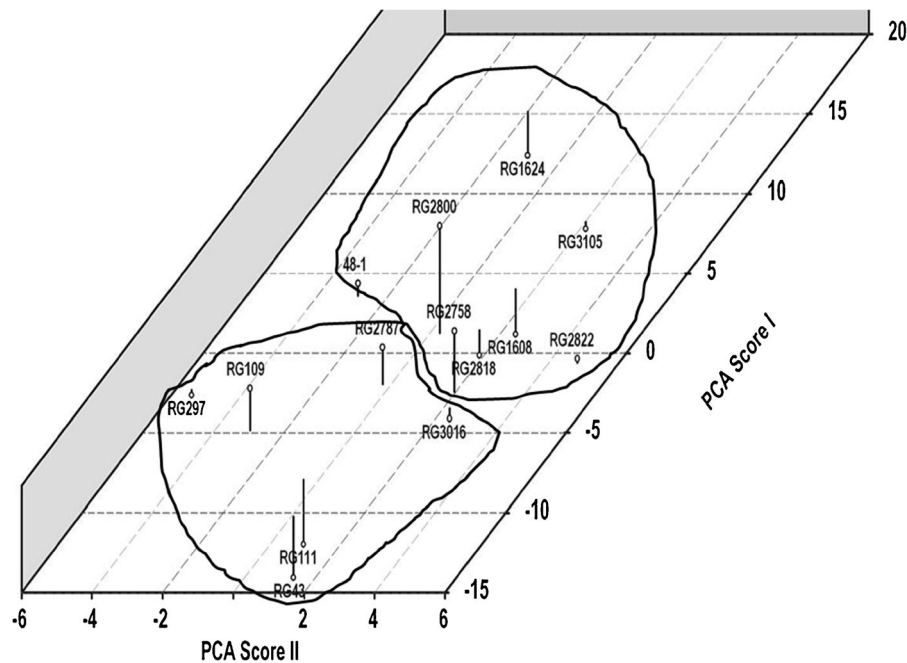 20
15
RG1624
10
RG2800
RG3105
48-1
5
RG2758
RG2787
RG1608
RG2822
0
RG2818
RG109
RG297
RG3016
-5
PCA Score I
-10
RG111
RG43
-15
-6 -4 -2 2 4 6
PCA Score II